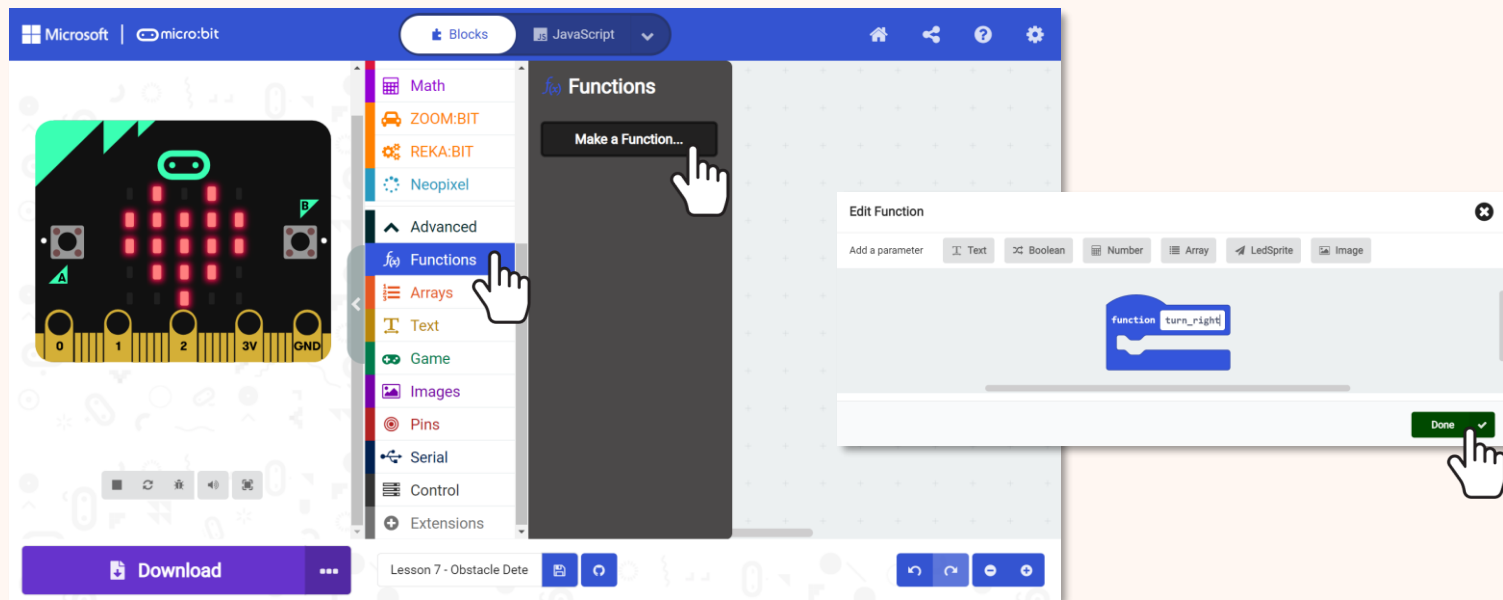 Microsoft | micro:bit
Blocks
JS JavaScript
Math
ZOOM:BIT
REKA:BIT
Neopixel
Advanced
f(x) Functions
Arrays
Text
Game
Images
Pins
Serial
Control
Extensions
f(x) Functions
Make a Function...
A
B
0 1 2 3V GND
Download
Lesson 7 - Obstacle Dete
Edit Function
Add a parameter
Text
Boolean
Number
Array
LedSprite
Image
function turn_right
Done